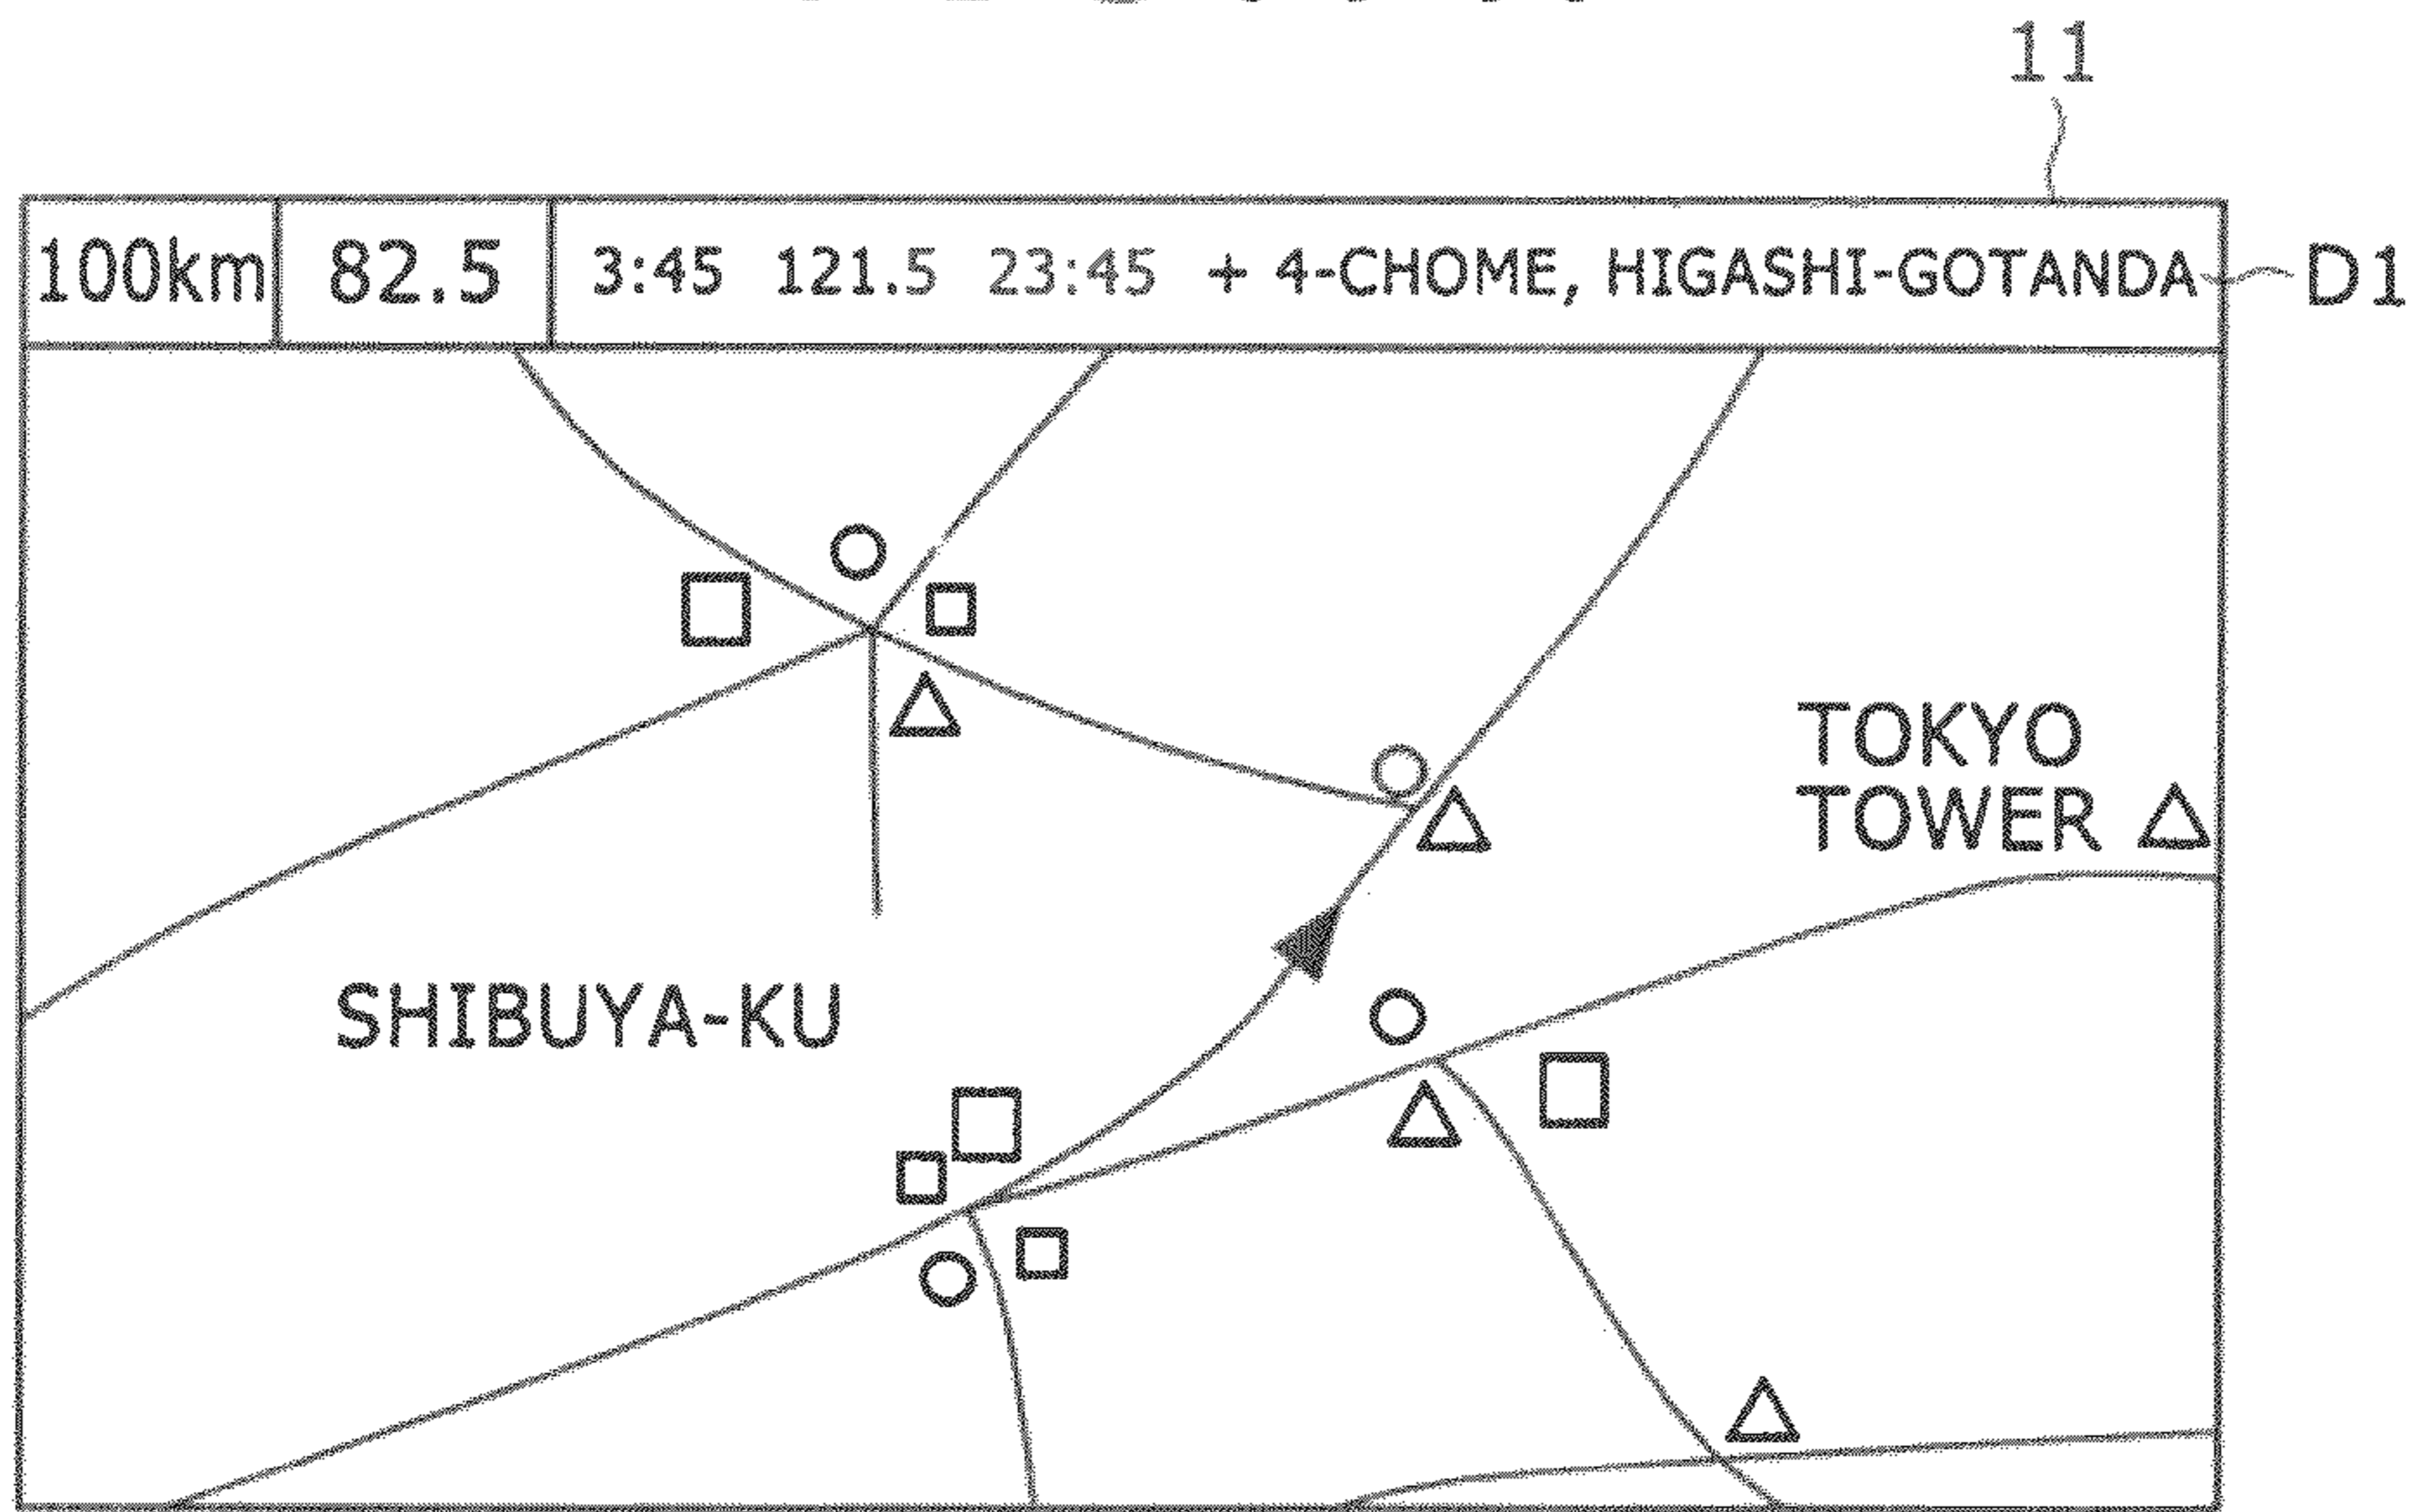 11
100km 82.5 3:45 121.5 23:45 + 4-CHOME, HIGASHI-GOTANDA D1
TOKYO
TOWER
SHIBUYA-KU